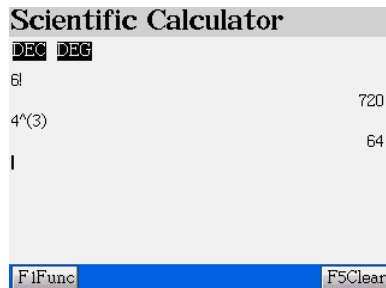 Scientific Calculator
DEC DEG
6!
720
4^(3)
64
F1Func F5Clear